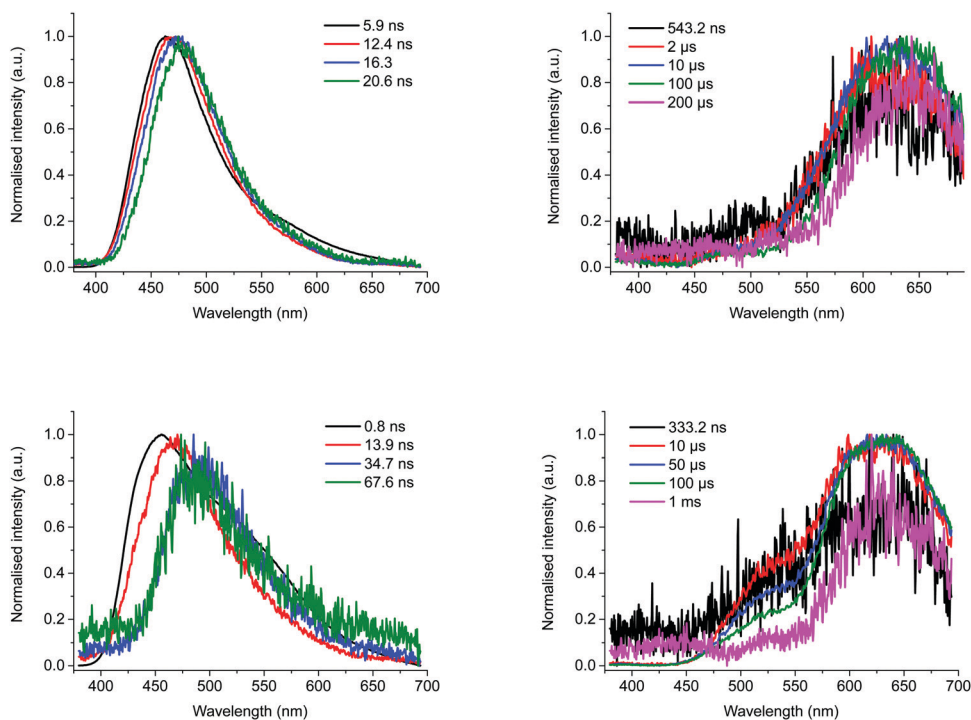 5.9 ns
12.4 ns
16.3
20.6 ns
Normalised intensity (a.u.)
1.0
0.8
0.6
0.4
0.2
0.0
400 450 500 550 600 650 700
Wavelength (nm)
543.2 ns
2 µs
10 µs
100 µs
200 µs
Normalised intensity (a.u.)
1.0
0.8
0.6
0.4
0.2
0.0
400 450 500 550 600 650
Wavelength (nm)
0.8 ns
13.9 ns
34.7 ns
67.6 ns
Normalised intensity (a.u.)
1.0
0.8
0.6
0.4
0.2
0.0
400 450 500 550 600 650 700
Wavelength (nm)
333.2 ns
10 µs
50 µs
100 µs
1 ms
Normalised intensity (a.u.)
1.0
0.8
0.6
0.4
0.2
0.0
400 450 500 550 600 650 700
Wavelength (nm)